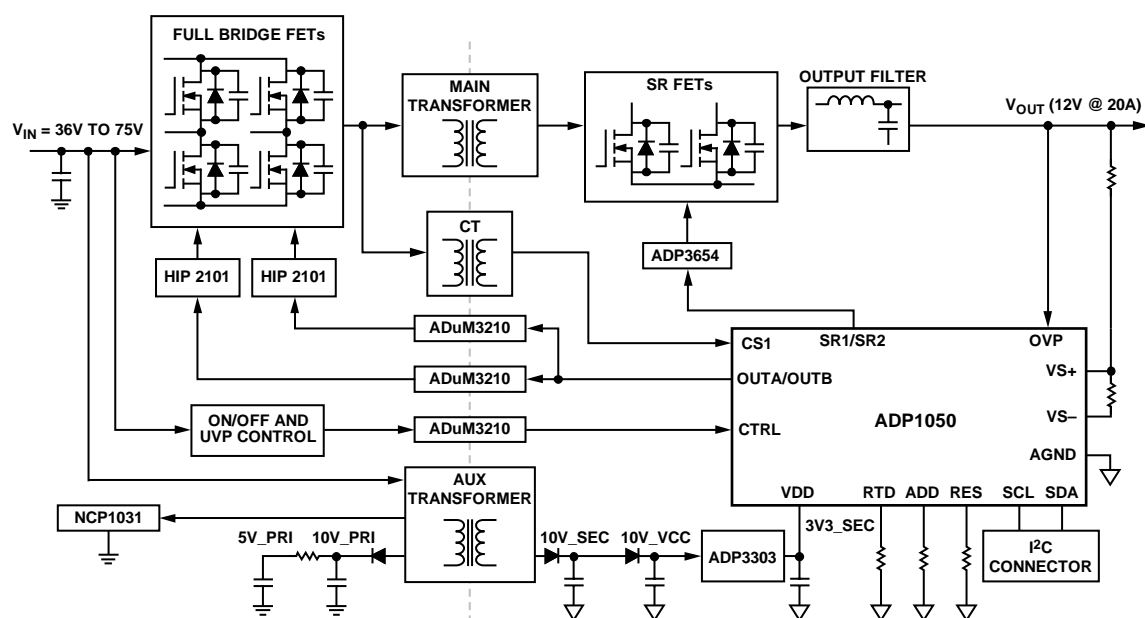 FULL BRIDGE FETs
MAIN
TRANSFORMER
SR FETs
OUTPUT FILTER
VIN = 36V TO 75V
VOUT (12V @ 20A)
CT
HIP 2101
HIP 2101
ADP3654
ADuM3210
ADuM3210
ON/OFF AND
UVP CONTROL
ADuM3210
CS1
SR1/SR2
OVP
OUTA/OUTB
VS+
VS–
CTRL
ADP1050
AGND
VDD
RTD
ADD
RES
SCL
SDA
AUX
TRANSFORMER
NCP1031
5V_PRI
10V_PRI
10V_SEC
10V_VCC
ADP3303
3V3_SEC
I2C
CONNECTOR